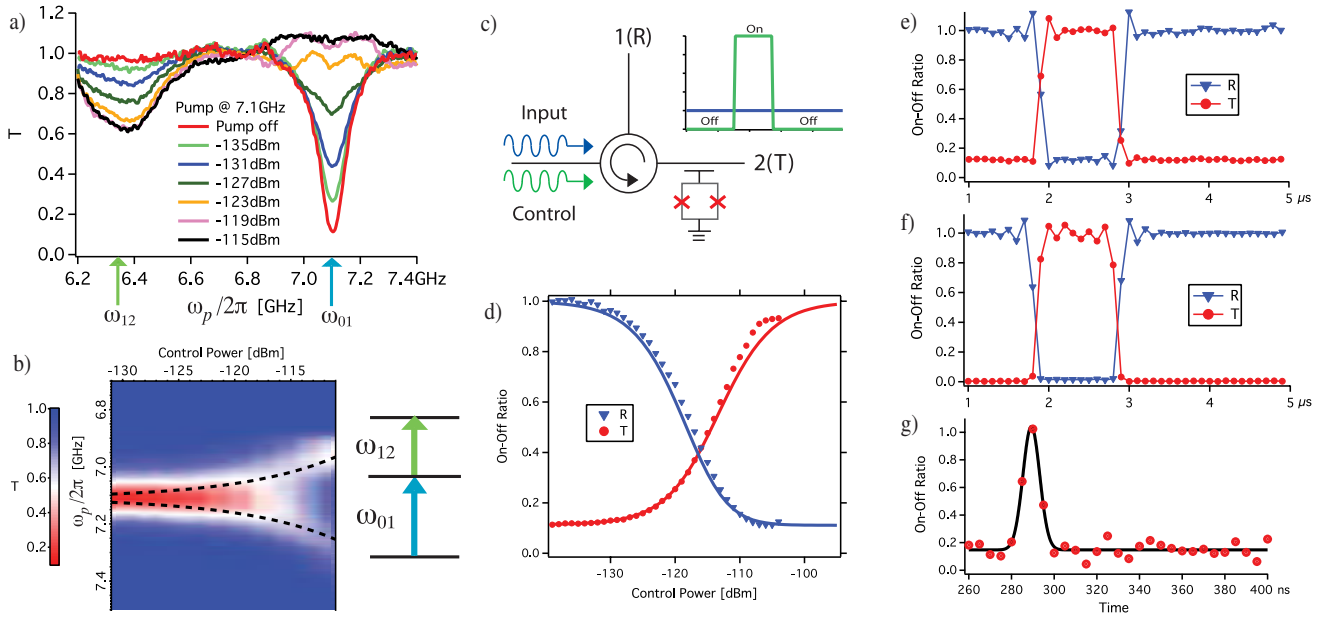 a)
T
1.2
1.0
0.8
0.6
0.4
0.2
0.0
Pump @ 7.1GHz
Pump off
-135dBm
-131dBm
-127dBm
-123dBm
-119dBm
-115dBm
6.2
6.4
6.6
6.8
7.0
7.2
7.4GHz
ω12
ωp/2π [GHz]
ω01
b)
Control Power [dBm]
-130
-125
-120
-115
T
1.0
0.8
0.6
0.4
0.2
ωp/2π [GHz]
6.8
7.0
7.2
7.4
ω12
ω01
c)
1(R)
On
Off
Off
Input
2(T)
Control
d)
On-Off Ratio
1.0
0.8
0.6
0.4
0.2
0.0
R
T
-130
-120
-110
-100
Control Power [dBm]
e)
On-Off Ratio
1.0
0.8
0.6
0.4
0.2
0.0
R
T
1
2
3
4
5 μs
f)
On-Off Ratio
1.0
0.8
0.6
0.4
0.2
0.0
R
T
1
2
3
4
5 μs
g)
On-Off Ratio
1.0
0.8
0.6
0.4
0.2
0.0
260
280
300
320
340
360
380
400 ns
Time